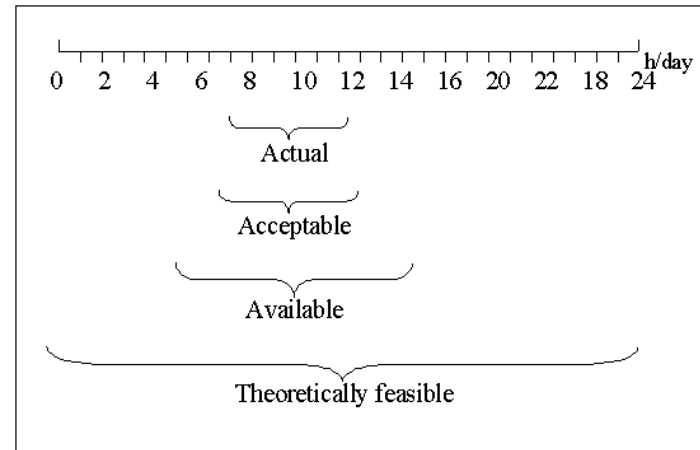 h/day
0 2 4 6 8 10 12 14 16 20 22 18 24
Actual
Acceptable
Available
Theoretically feasible